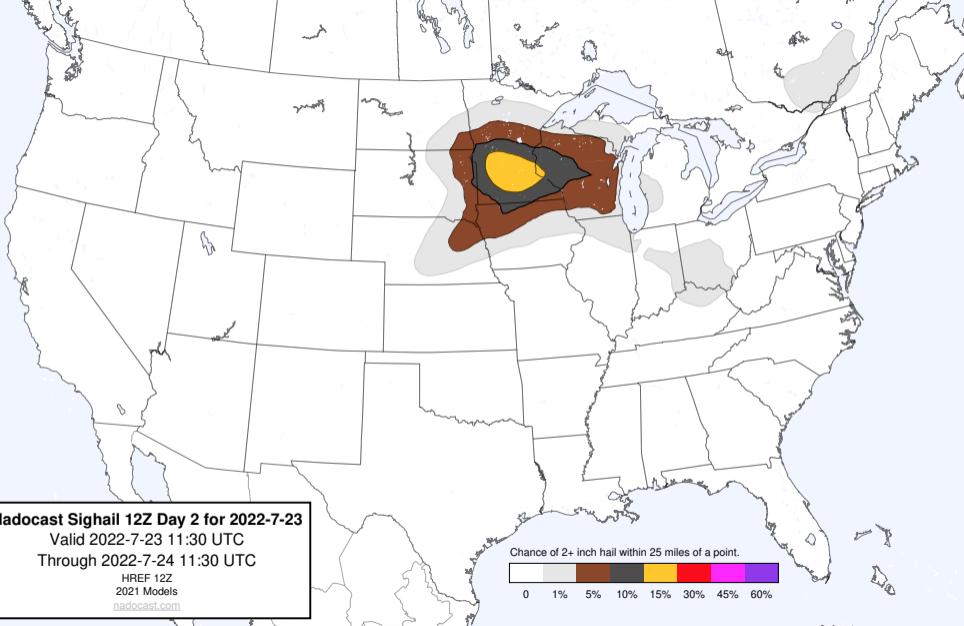 adocast Sighail 12Z Day 2 for 2022-7-23
Valid 2022-7-23 11:30 UTC
Through 2022-7-24 11:30 UTC
HREF 12Z
2021 Models
nadocast.com
Chance of 2+ inch hail within 25 miles of a point.
0 1% 5% 10% 15% 30% 45% 60%